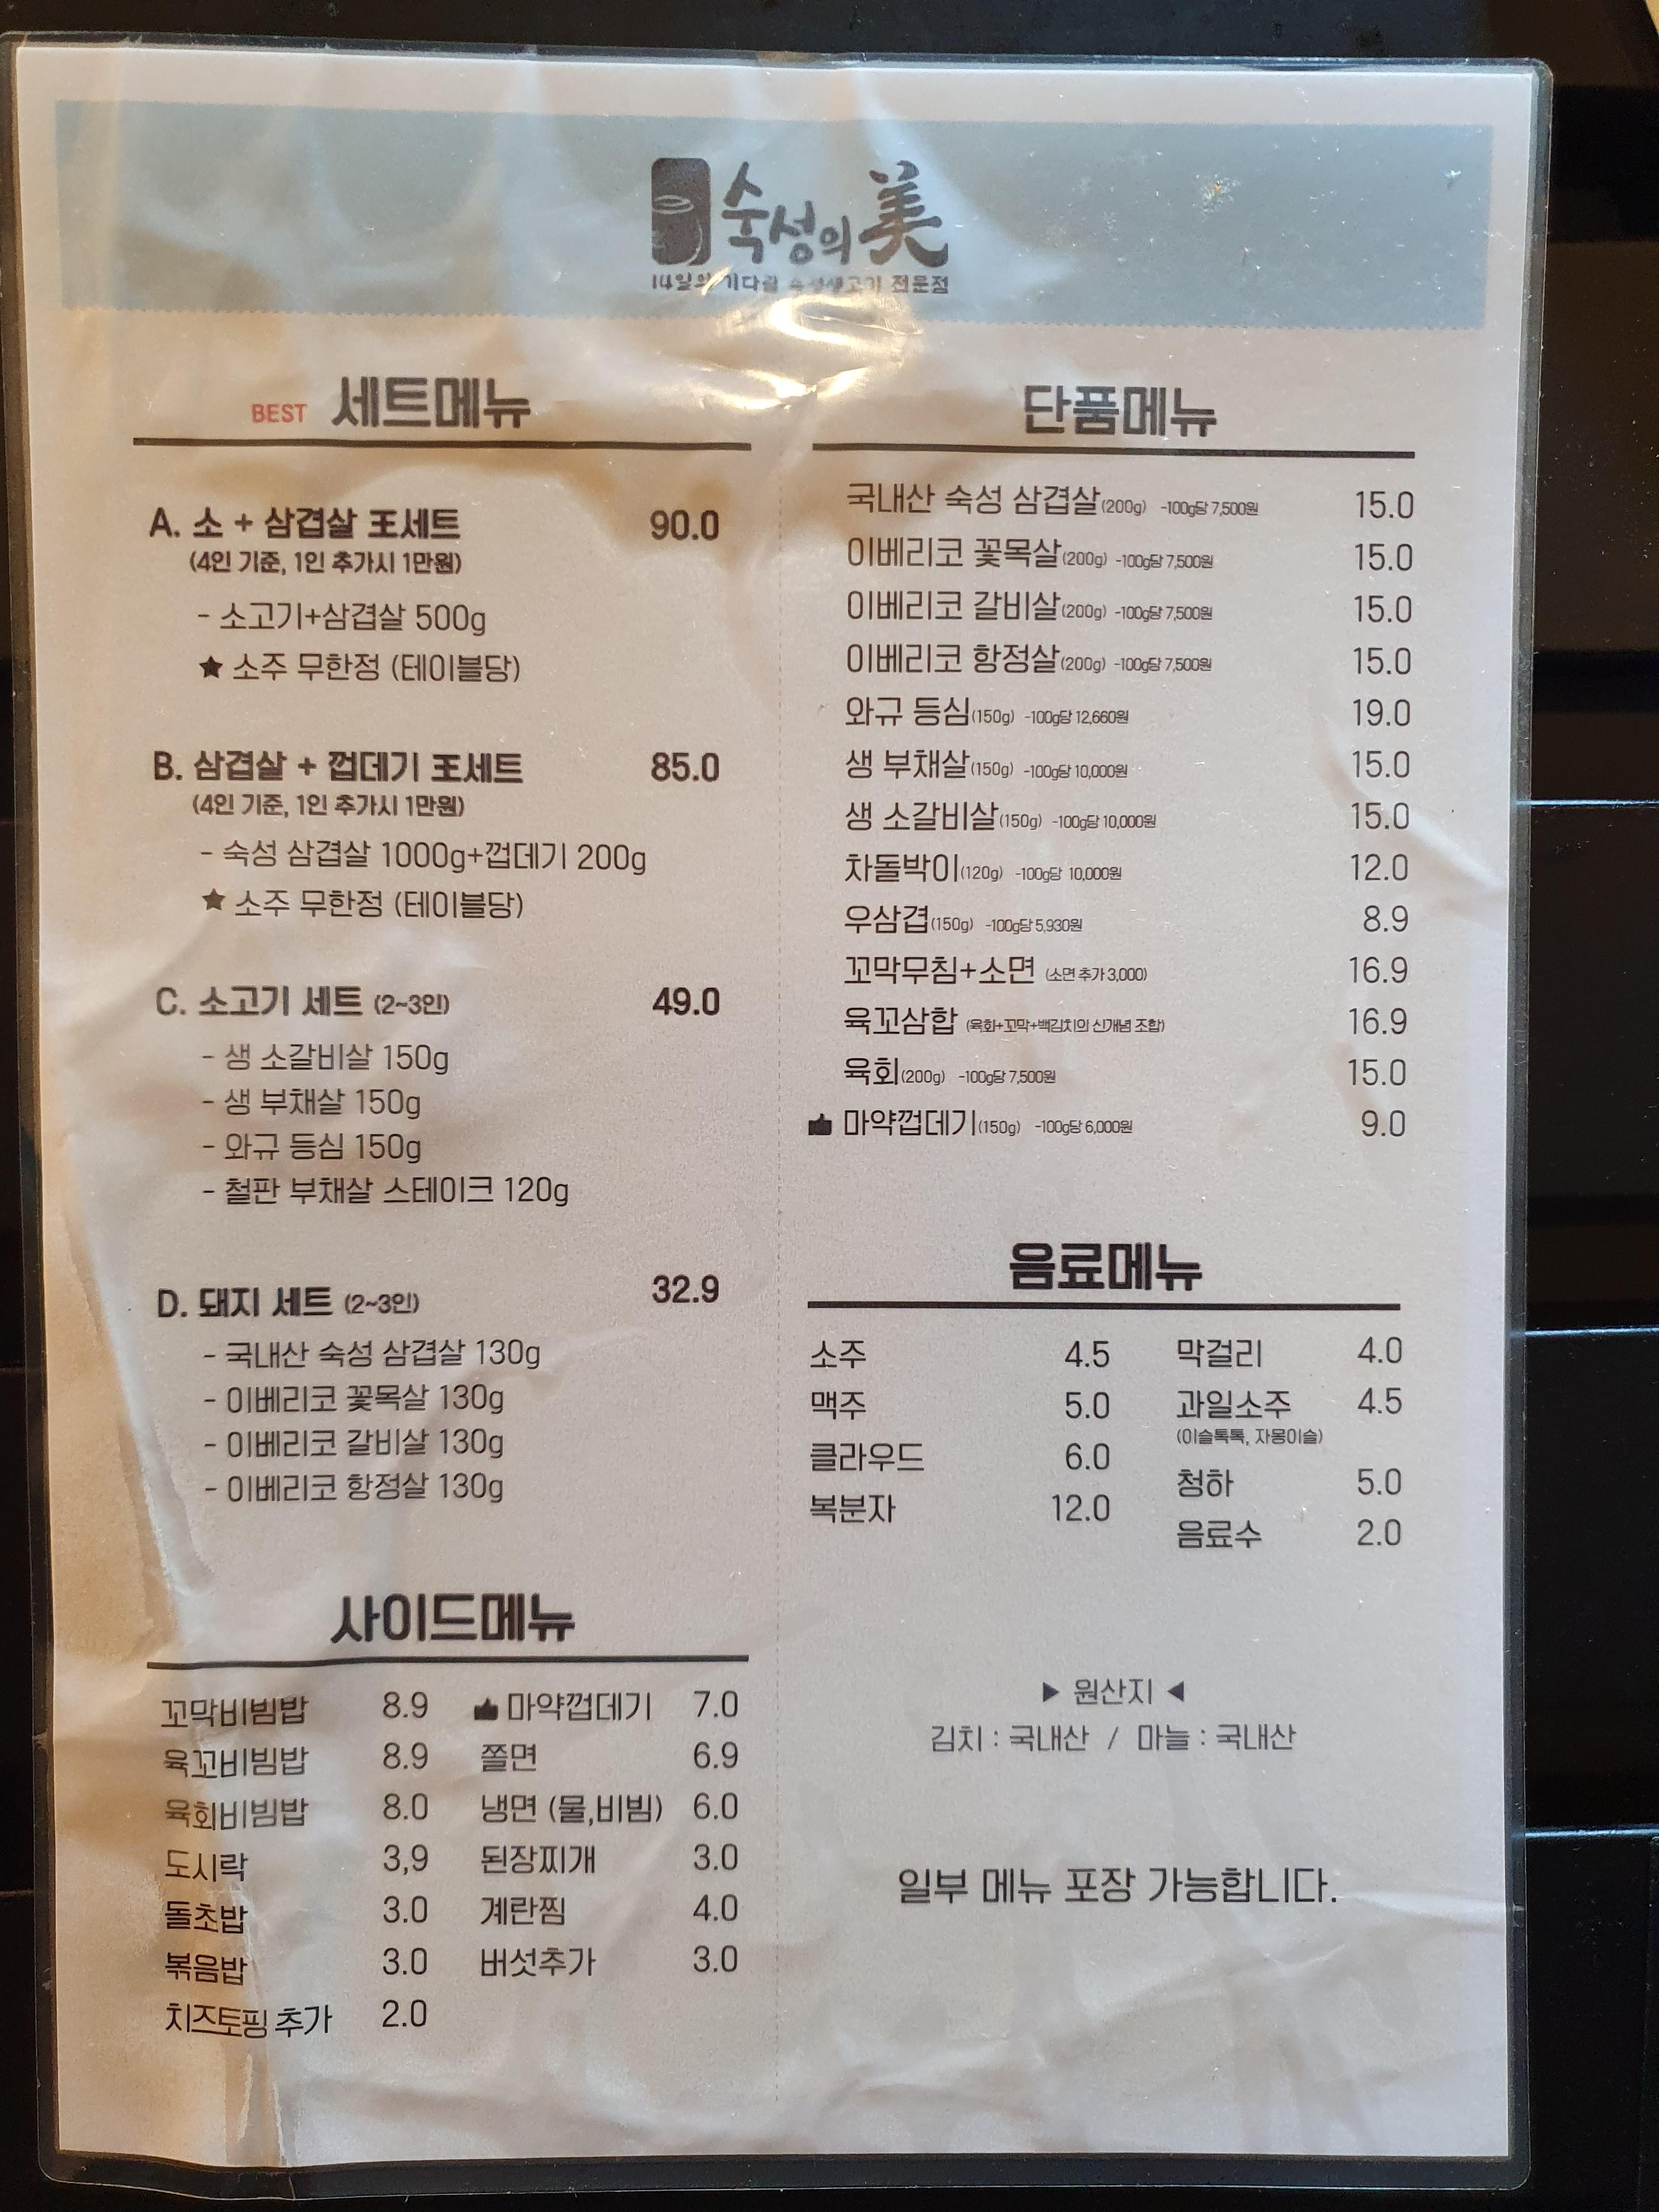 숙성의美
14일의 기다림 숙성생고기 전문점
BEST 세트메뉴
A. 소 + 삼겹살 王세트 90.0
(4인 기준, 1인 추가시 1만원)
- 소고기+삼겹살 500g
★ 소주 무한정 (테이블당)
B. 삼겹살 + 껍데기 王세트 85.0
(4인 기준, 1인 추가시 1만원)
- 숙성 삼겹살 1000g+껍데기 200g
★ 소주 무한정 (테이블당)
C. 소고기 세트 (2~3인) 49.0
- 생 소갈비살 150g
- 생 부채살 150g
- 와규 등심 150g
- 철판 부채살 스테이크 120g
D. 돼지 세트 (2~3인) 32.9
- 국내산 숙성 삼겹살 130g
- 이베리코 꽃목살 130g
- 이베리코 갈비살 130g
- 이베리코 항정살 130g
사이드메뉴
꼬막비빔밥 8.9
육꼬비빔밥 8.9
육회비빔밥 8.0
도시락 3,9
돌초밥 3.0
볶음밥 3.0
치즈토핑 추가 2.0
마약껍데기 7.0
쫄면 6.9
냉면 (물,비빔) 6.0
된장찌개 3.0
계란찜 4.0
버섯추가 3.0
단품메뉴
국내산 숙성 삼겹살(200g) -100g당 7,500원 15.0
이베리코 꽃목살(200g) -100g당 7,500원 15.0
이베리코 갈비살(200g) -100g당 7,500원 15.0
이베리코 항정살(200g) -100g당 7,500원 15.0
와규 등심(150g) -100g당 12,660원 19.0
생 부채살(150g) -100g당 10,000원 15.0
생 소갈비살(150g) -100g당 10,000원 15.0
차돌박이(120g) -100g당 10,000원 12.0
우삼겹(150g) -100g당 5,930원 8.9
꼬막무침+소면 (소면 추가 3,000) 16.9
육꼬삼합 (육회+꼬막+백김치의 신개념 조합) 16.9
육회(200g) -100g당 7,500원 15.0
마약껍데기(150g) -100g당 6,000원 9.0
음료메뉴
소주 4.5
맥주 5.0
클라우드 6.0
복분자 12.0
막걸리 4.0
과일소주 4.5
(이슬톡톡, 자몽이슬)
청하 5.0
음료수 2.0
▶ 원산지 ◀
김치 : 국내산 / 마늘 : 국내산
일부 메뉴 포장 가능합니다.